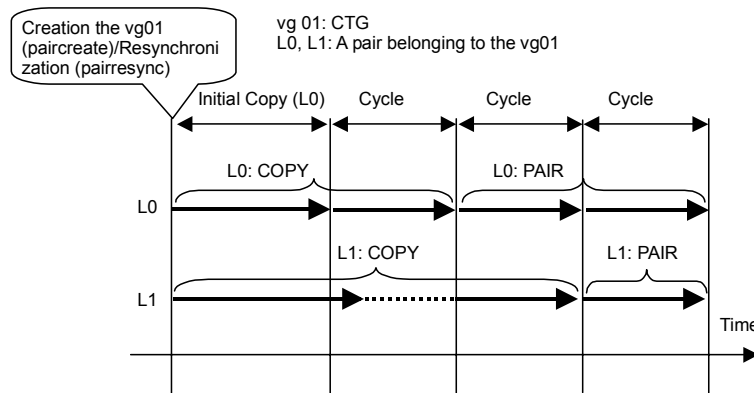 Creation the vg01
(paircreate)/Resynchroni
zation (pairresync)
vg 01: CTG
L0, L1: A pair belonging to the vg01
Initial Copy (L0) Cycle Cycle Cycle
L0: COPY L0: PAIR
L0
L1: COPY L1: PAIR
L1
Time